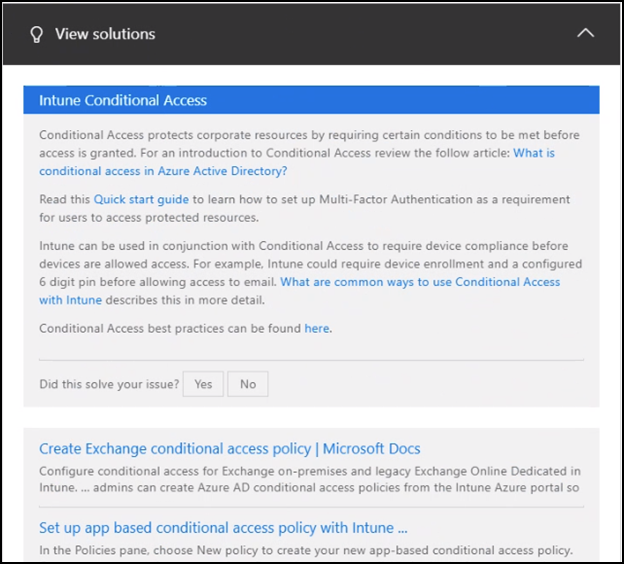 View solutions
Intune Conditional Access
Conditional Access protects corporate resources by requiring certain conditions to be met before
access is granted. For an introduction to Conditional Access review the follow article: What is
conditional access in Azure Active Directory?
Read this Quick start guide to learn how to set up Multi-Factor Authentication as a requirement
for users to access protected resources.
Intune can be used in conjunction with Conditional Access to require device compliance before
devices are allowed access. For example, Intune could require device enrollment and a configured
6 digit pin before allowing access to email. What are common ways to use Conditional Access
with Intune describes this in more detail.
Conditional Access best practices can be found here.
Did this solve your issue? Yes No
Create Exchange conditional access policy | Microsoft Docs
Configure conditional access for Exchange on-premises and legacy Exchange Online Dedicated in
Intune. ... admins can create Azure AD conditional access policies from the Intune Azure portal so
Set up app based conditional access policy with Intune ...
In the Policies pane, choose New policy to create your new app-based conditional access policy.